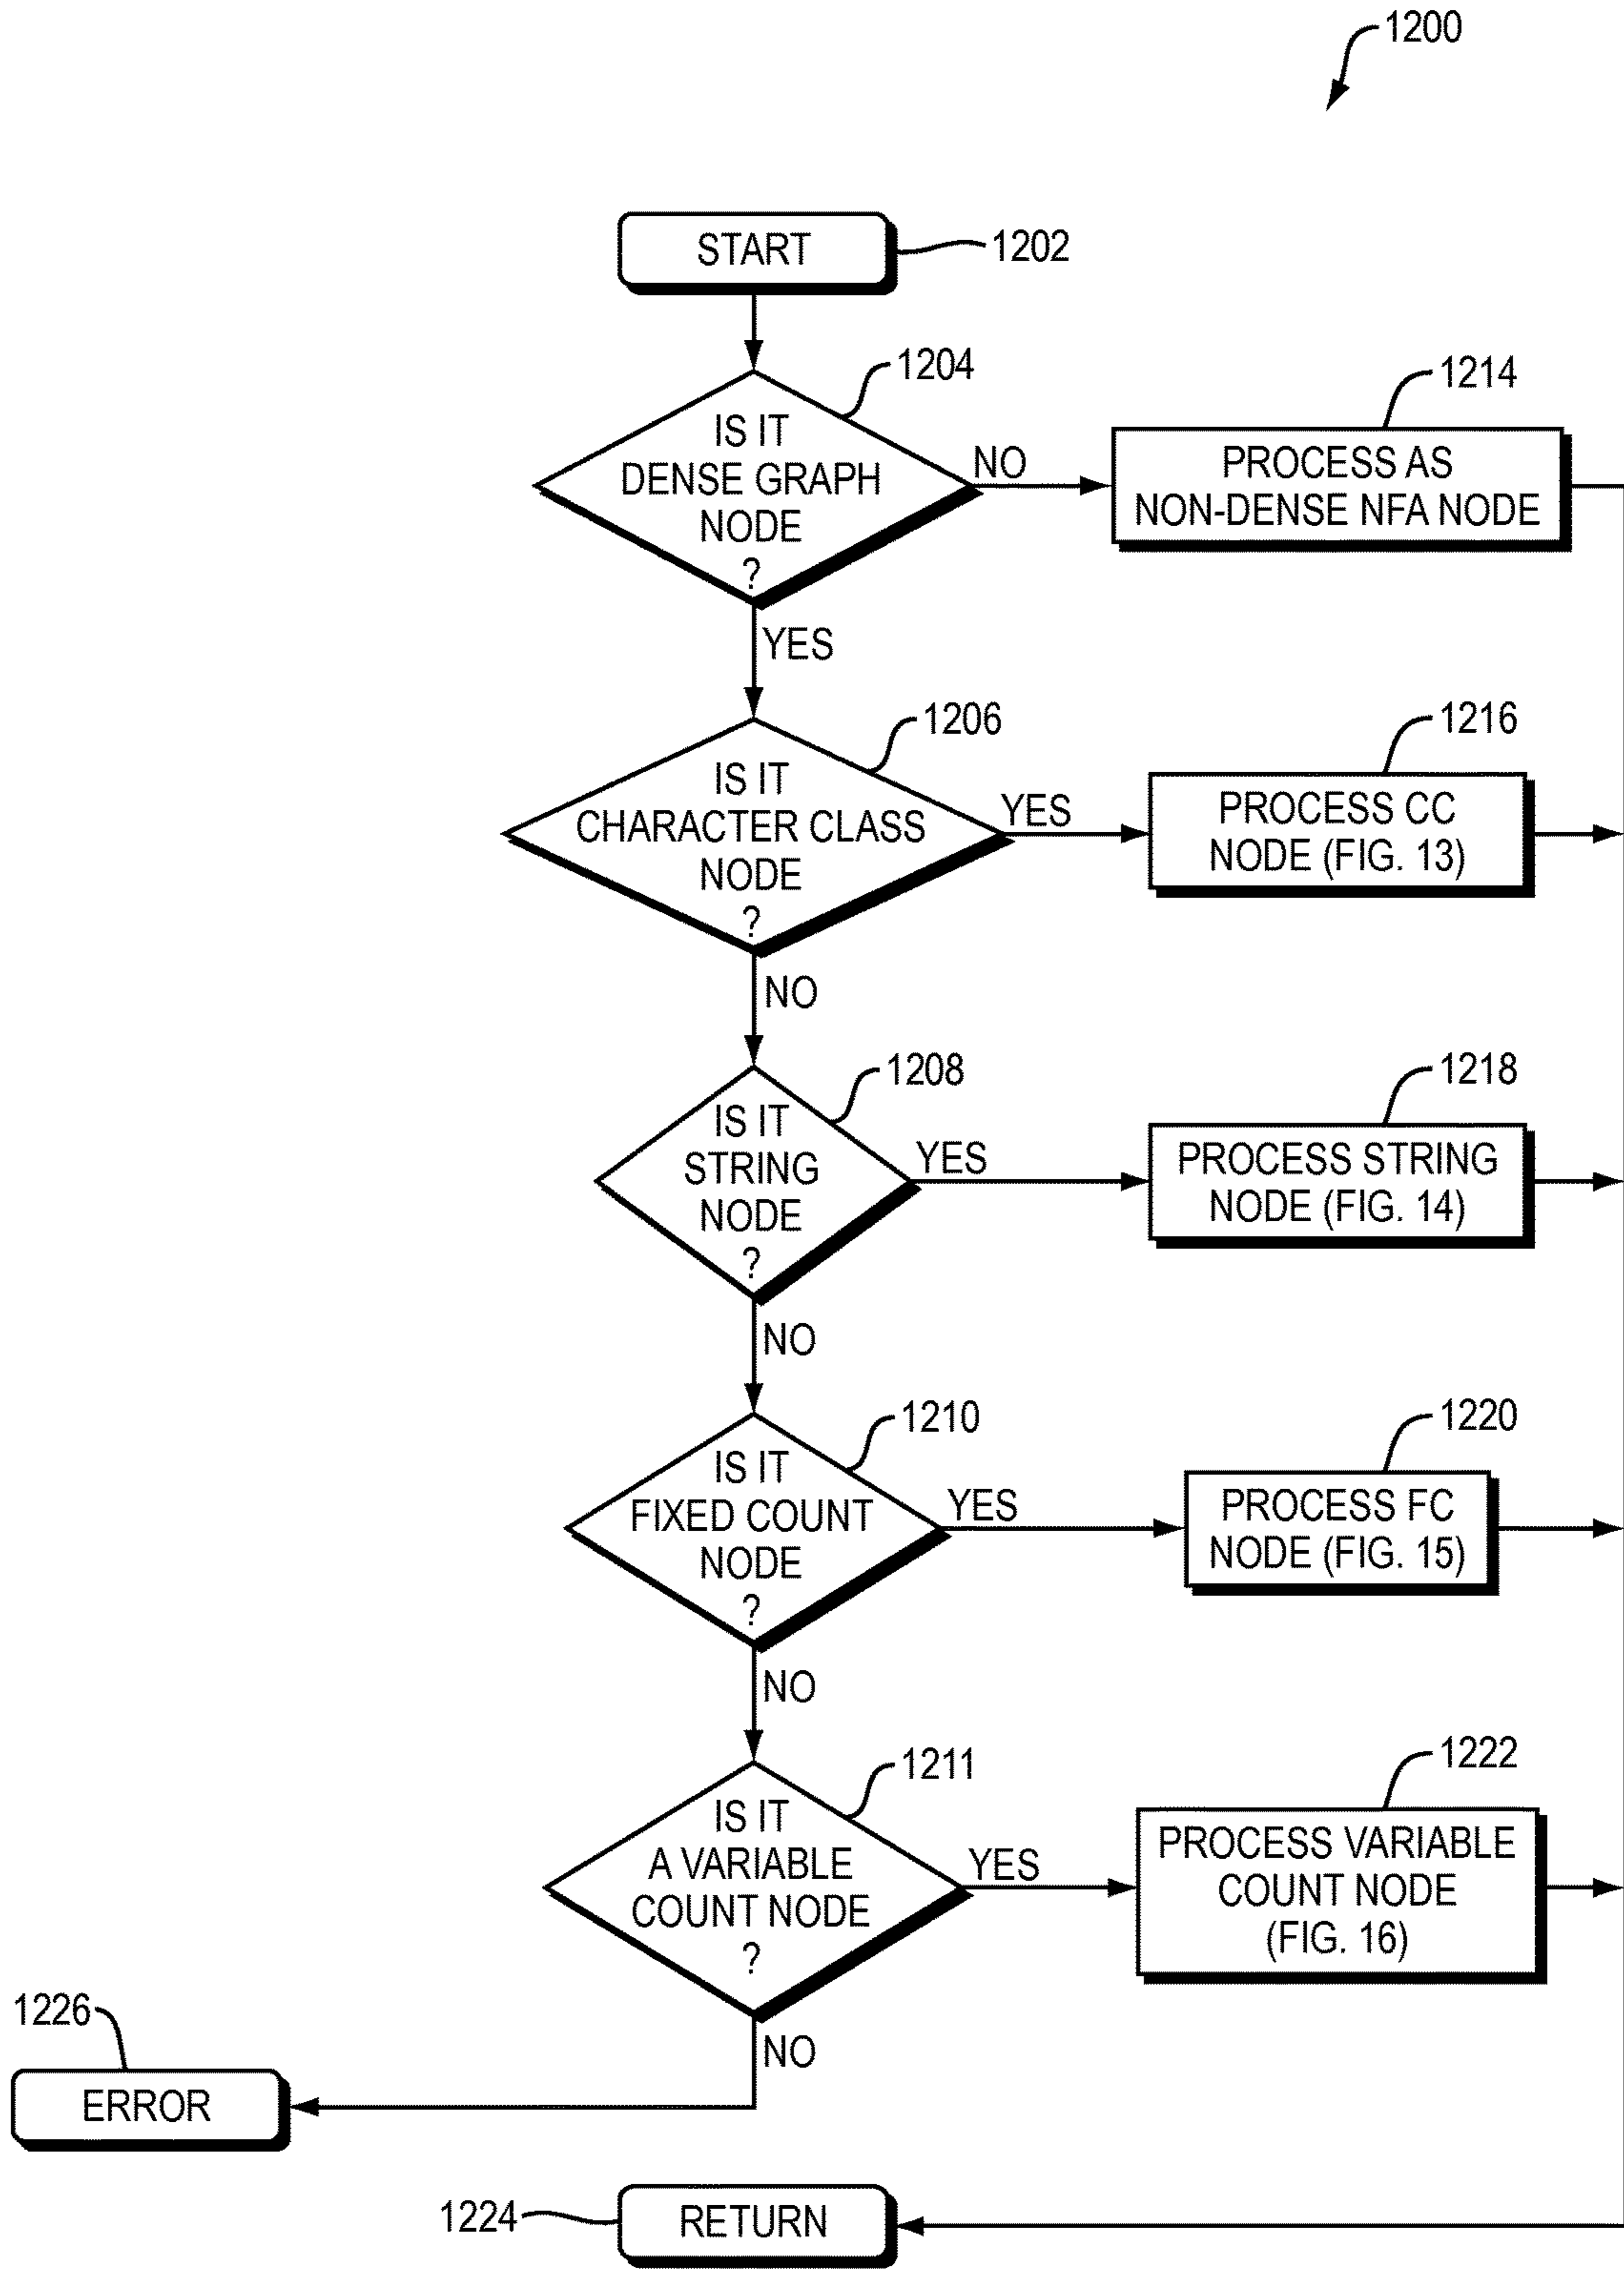 1200
START
1202
1204
IS IT
DENSE GRAPH
NODE
?
NO
1214
PROCESS AS
NON-DENSE NFA NODE
YES
1206
IS IT
CHARACTER CLASS
NODE
?
YES
1216
PROCESS CC
NODE (FIG. 13)
NO
1208
IS IT
STRING
NODE
?
YES
1218
PROCESS STRING
NODE (FIG. 14)
NO
1210
IS IT
FIXED COUNT
NODE
?
YES
1220
PROCESS FC
NODE (FIG. 15)
NO
1211
IS IT
A VARIABLE
COUNT NODE
?
YES
1222
PROCESS VARIABLE
COUNT NODE
(FIG. 16)
NO
1226
ERROR
1224
RETURN